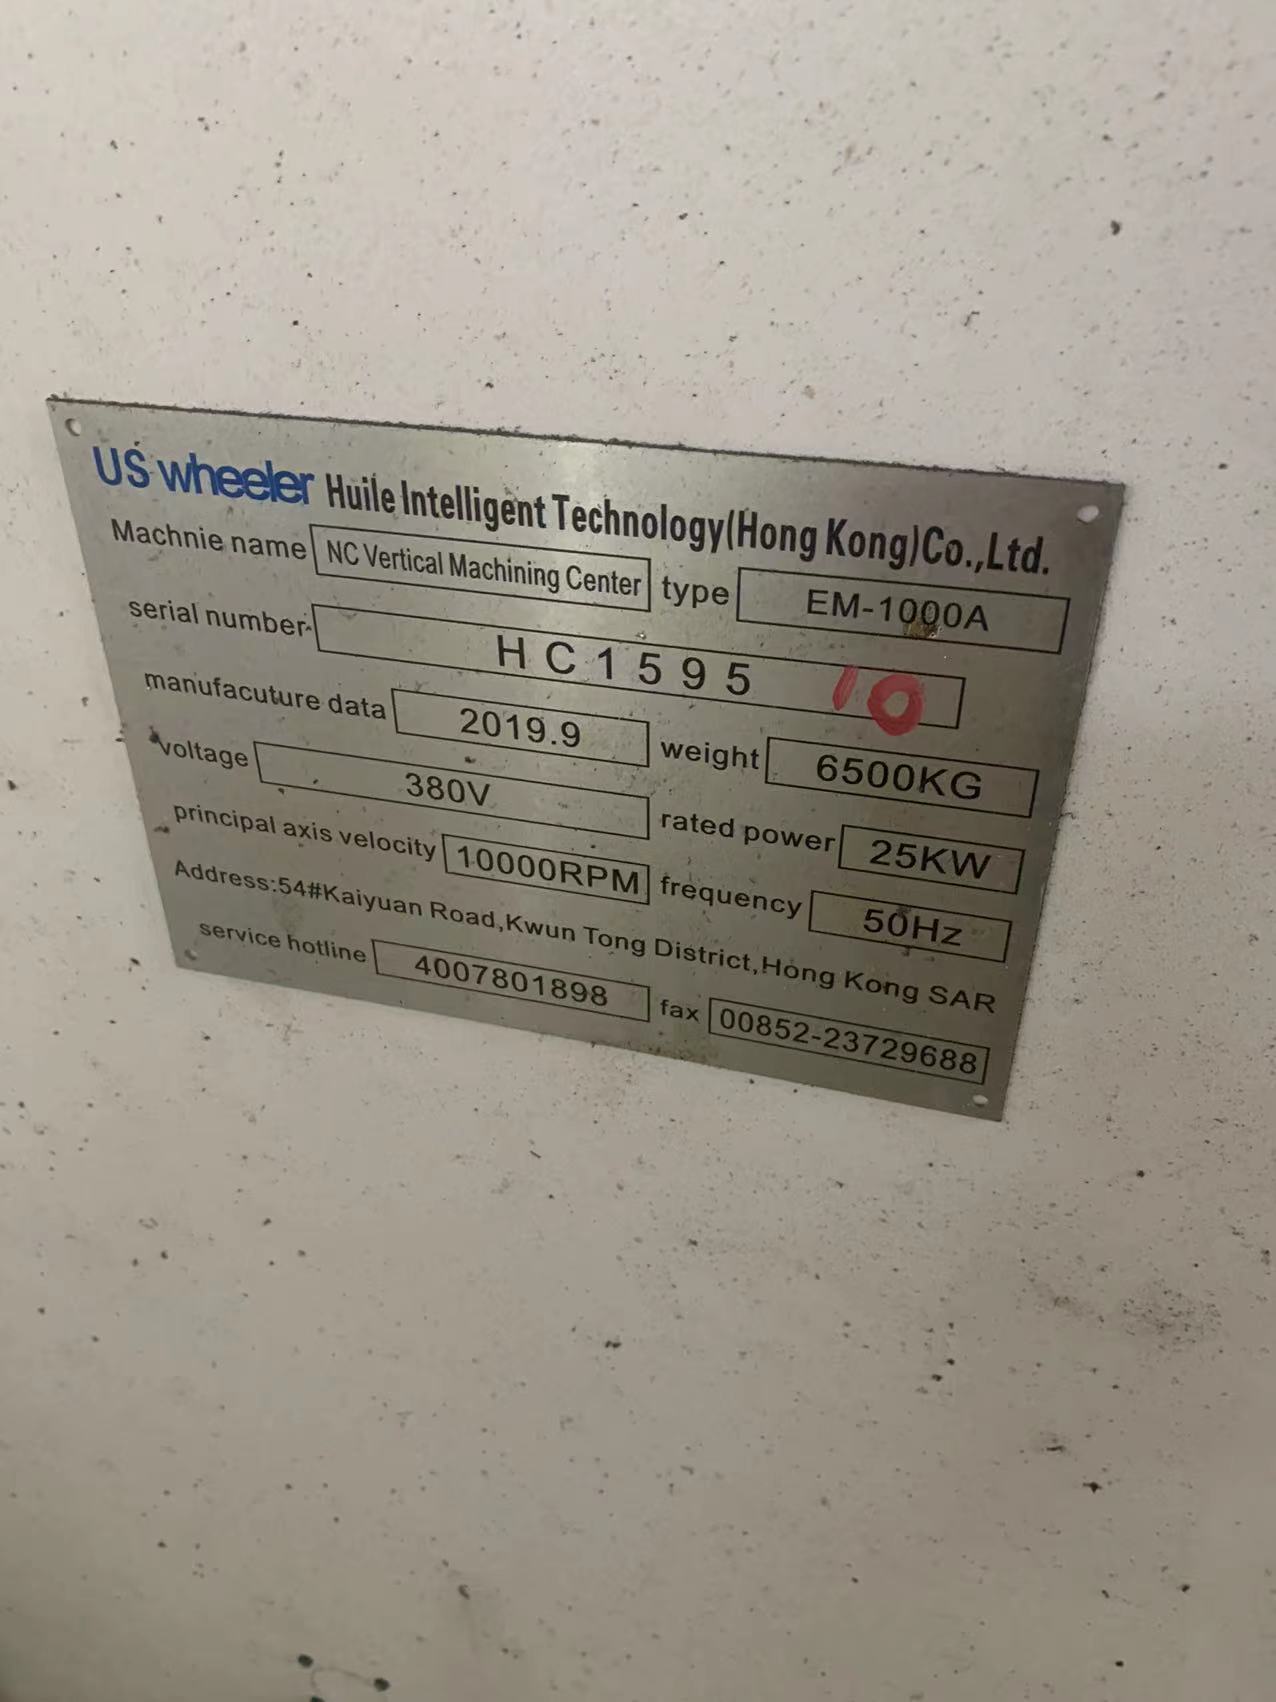 US wheeler Huile Intelligent Technology(Hong Kong)Co.,Ltd.
Machnie name NC Vertical Machining Center type EM-1000A
serial number HC1595 10
manufacuture data 2019.9 weight 6500KG
voltage 380V rated power 25KW
principal axis velocity 10000RPM frequency 50Hz
Address:54#Kaiyuan Road,Kwun Tong District,Hong Kong SAR
service hotline 4007801898 fax 00852-23729688